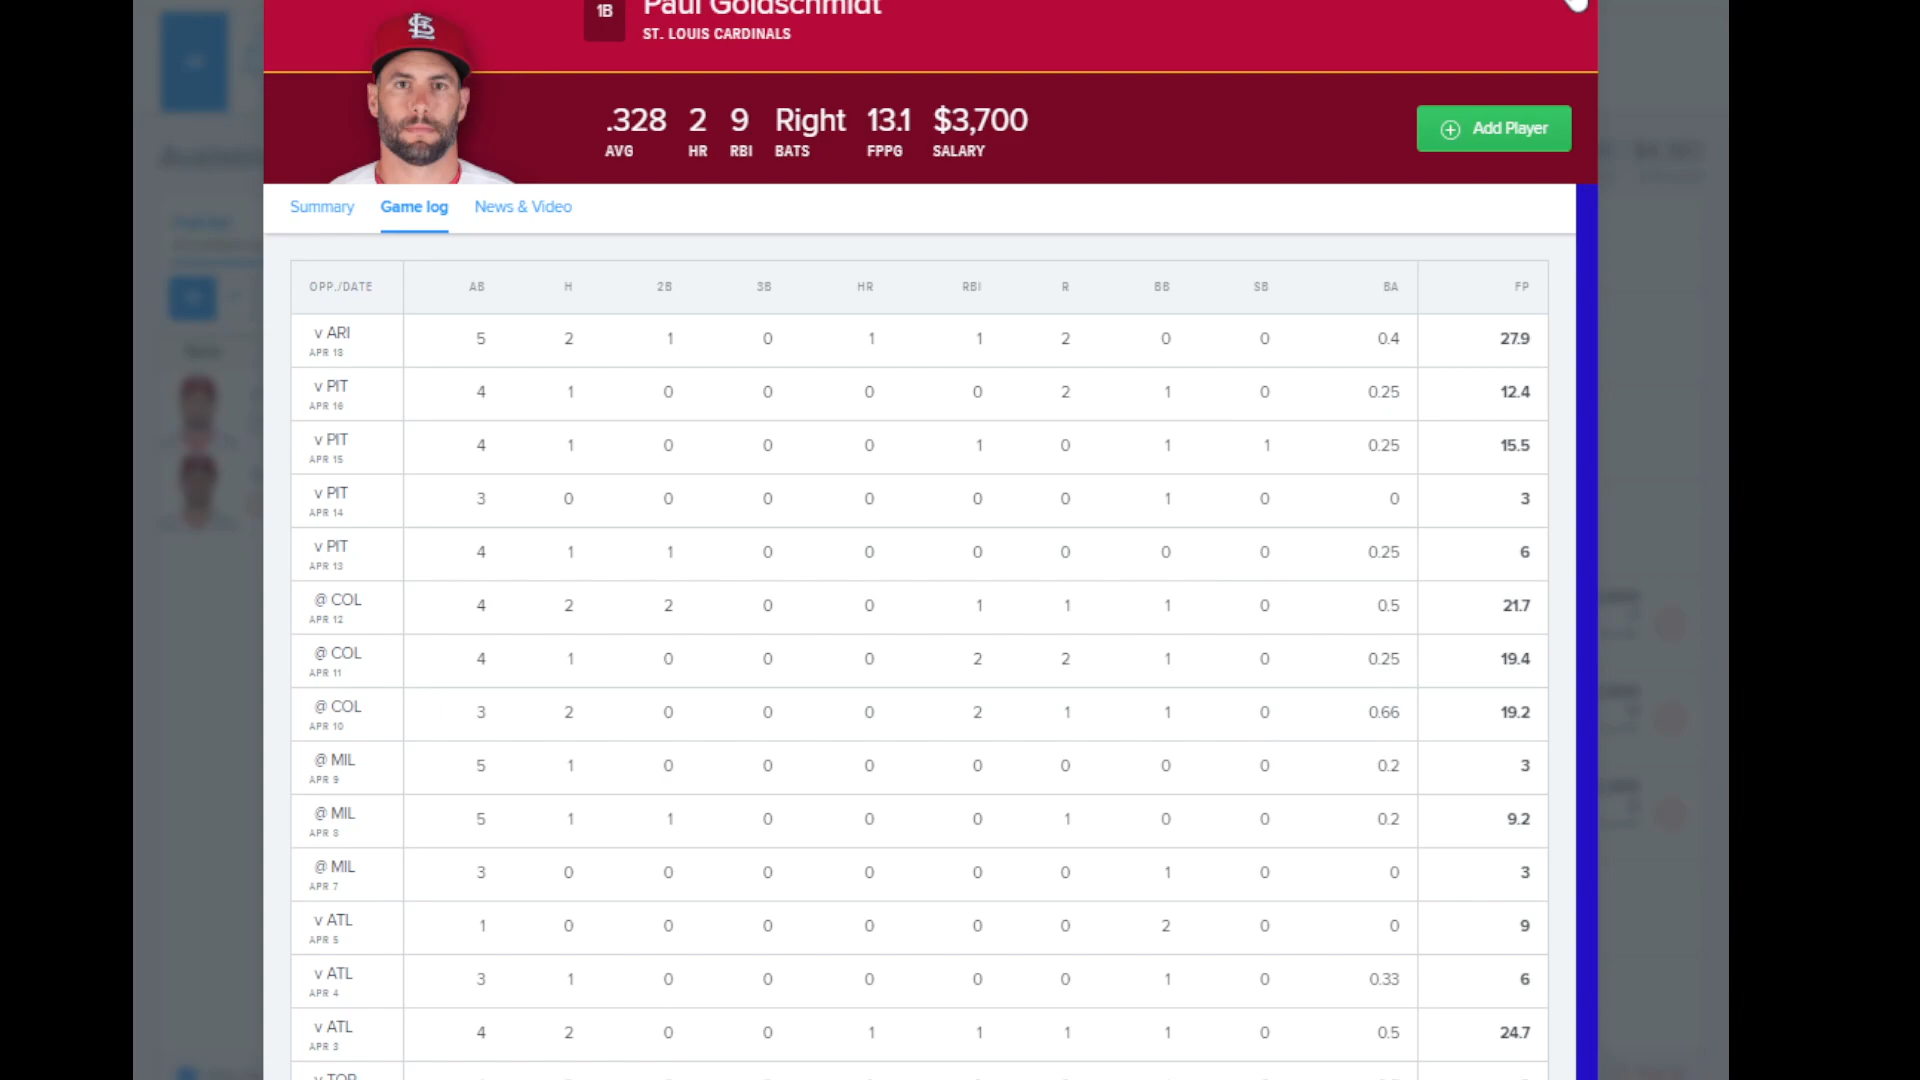 1B Paul Goldschmidt
ST. LOUIS CARDINALS
.328 2 9 Right 13.1 $3,700
AVG HR RBI BATS FPPG SALARY
Add Player
Summary Game log News & Video
OPP./DATE AB H 2B 3B HR RBI R BB SB BA FP
v ARI 5 2 1 0 1 1 2 0 0 0.4 27.9
APR 18
v PIT 4 1 0 0 0 0 2 1 0 0.25 12.4
APR 16
v PIT 4 1 0 0 0 1 0 1 1 0.25 15.5
APR 15
v PIT 3 0 0 0 0 0 0 1 0 0 3
APR 14
v PIT 4 1 1 0 0 0 0 0 0 0.25 6
APR 13
@ COL 4 2 2 0 0 1 1 1 0 0.5 21.7
APR 12
@ COL 4 1 0 0 0 2 2 1 0 0.25 19.4
APR 11
@ COL 3 2 0 0 0 2 1 1 0 0.66 19.2
APR 10
@ MIL 5 1 0 0 0 0 0 0 0 0.2 3
APR 9
@ MIL 5 1 1 0 0 0 1 0 0 0.2 9.2
APR 8
@ MIL 3 0 0 0 0 0 0 1 0 0 3
APR 7
v ATL 1 0 0 0 0 0 0 2 0 0 9
APR 5
v ATL 3 1 0 0 0 0 0 1 0 0.33 6
APR 4
v ATL 4 2 0 0 1 1 1 1 0 0.5 24.7
APR 3
v TOR